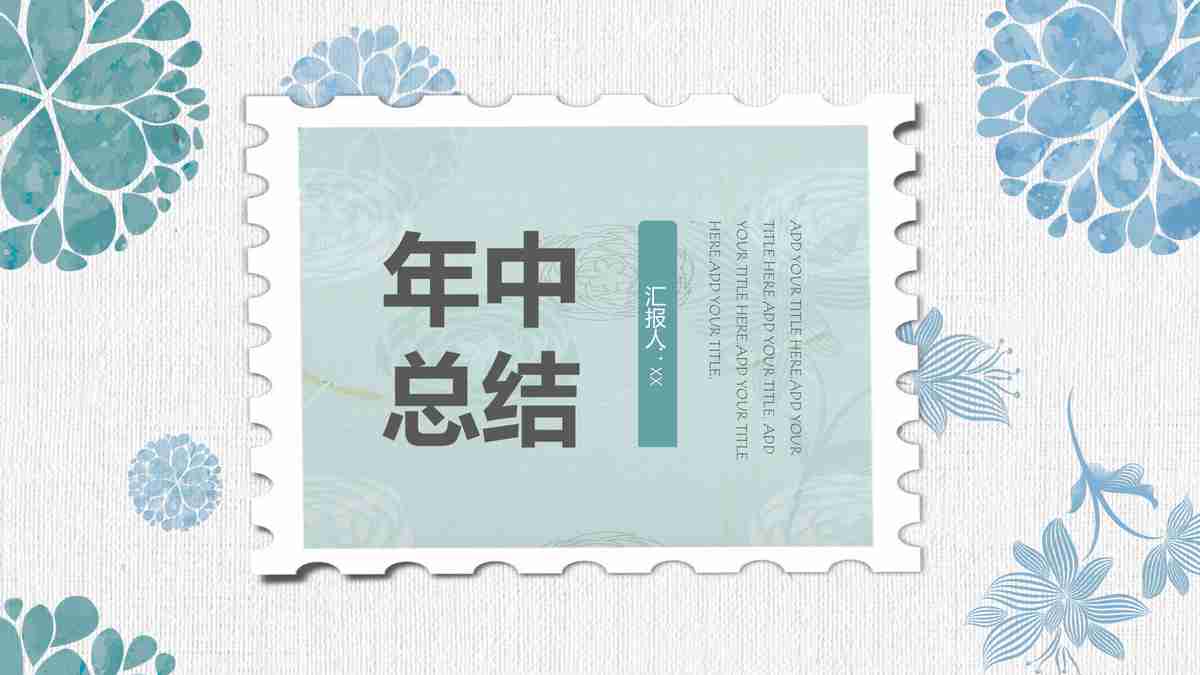 年中
总结
汇报人：XX
ADD YOUR TITLE HERE.ADD YOUR
TITLE HERE.ADD YOUR TITLE. ADD
YOUR TITLE HERE.ADD YOUR TITLE
HERE.ADD YOUR TITLE.